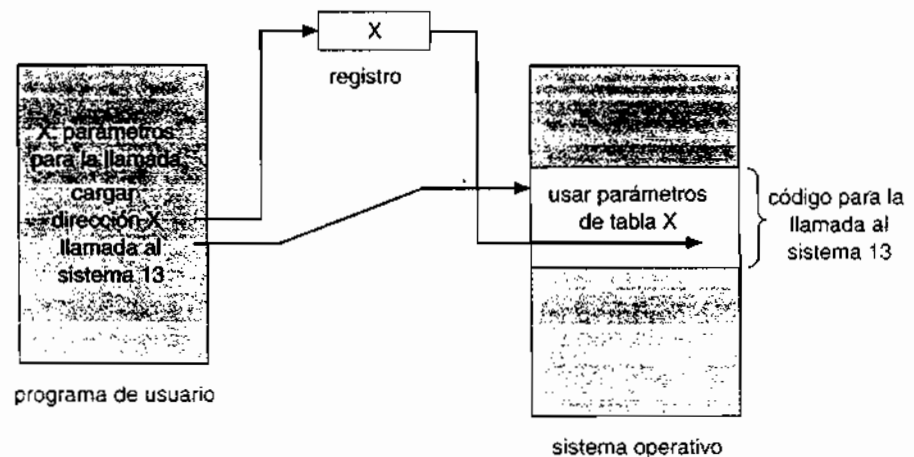 X
registro
X: parámetros
para la llamada
cargar
dirección X
llamada al
sistema 13
programa de usuario
usar parámetros
de tabla X
código para la
llamada al
sistema 13
sistema operativo